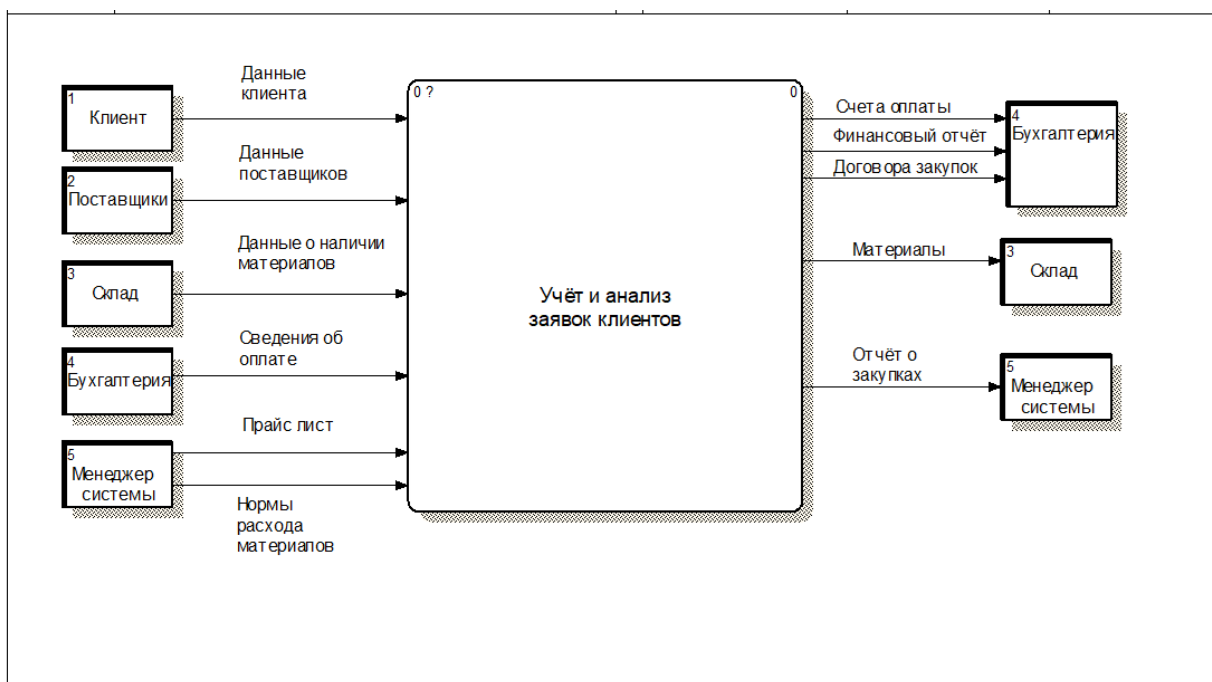 Данные
клиента
1
Клиент
Данные
поставщиков
2
Поставщики
Данные о наличии
материалов
3
Склад
Сведения об
оплате
4
Бухгалтерия
Прайс лист
5
Менеджер
системы
Нормы
расхода
материалов
0 ?
0
Учёт и анализ
заявок клиентов
Счета оплаты
Финансовый отчёт
Договора закупок
4
Бухгалтерия
Материалы
3
Склад
Отчёт о
закупках
5
Менеджер
системы